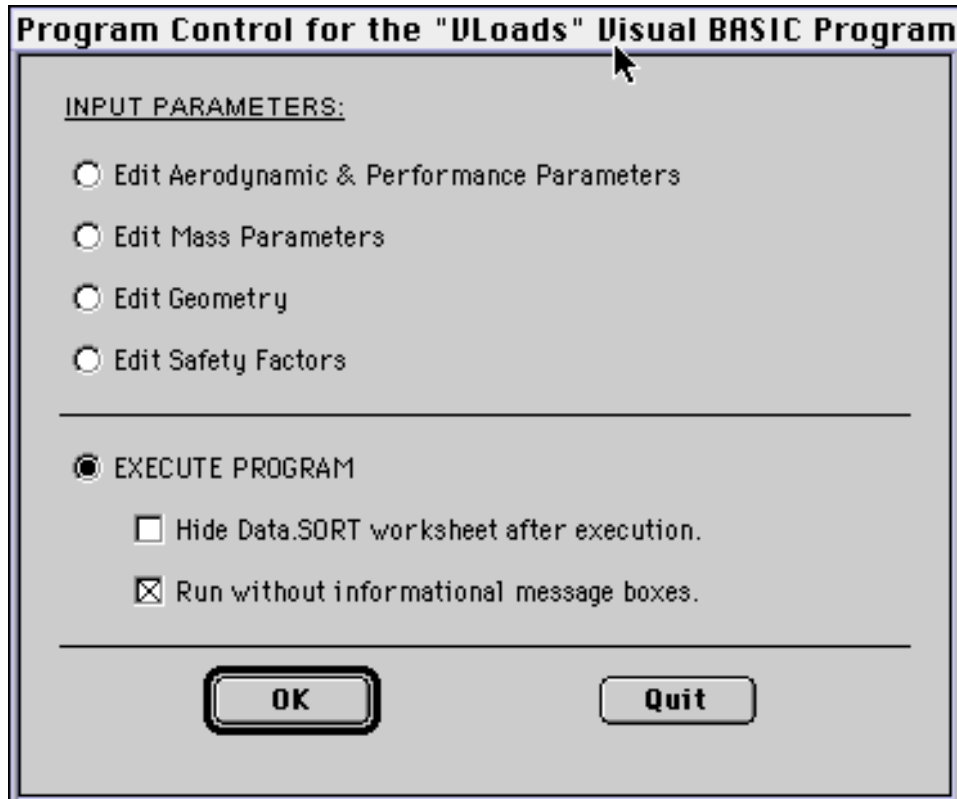 Program Control for the "VLoads" Visual BASIC Program
INPUT PARAMETERS:
Edit Aerodynamic & Performance Parameters
Edit Mass Parameters
Edit Geometry
Edit Safety Factors
EXECUTE PROGRAM
Hide Data.SORT worksheet after execution.
Run without informational message boxes.
OK
Quit